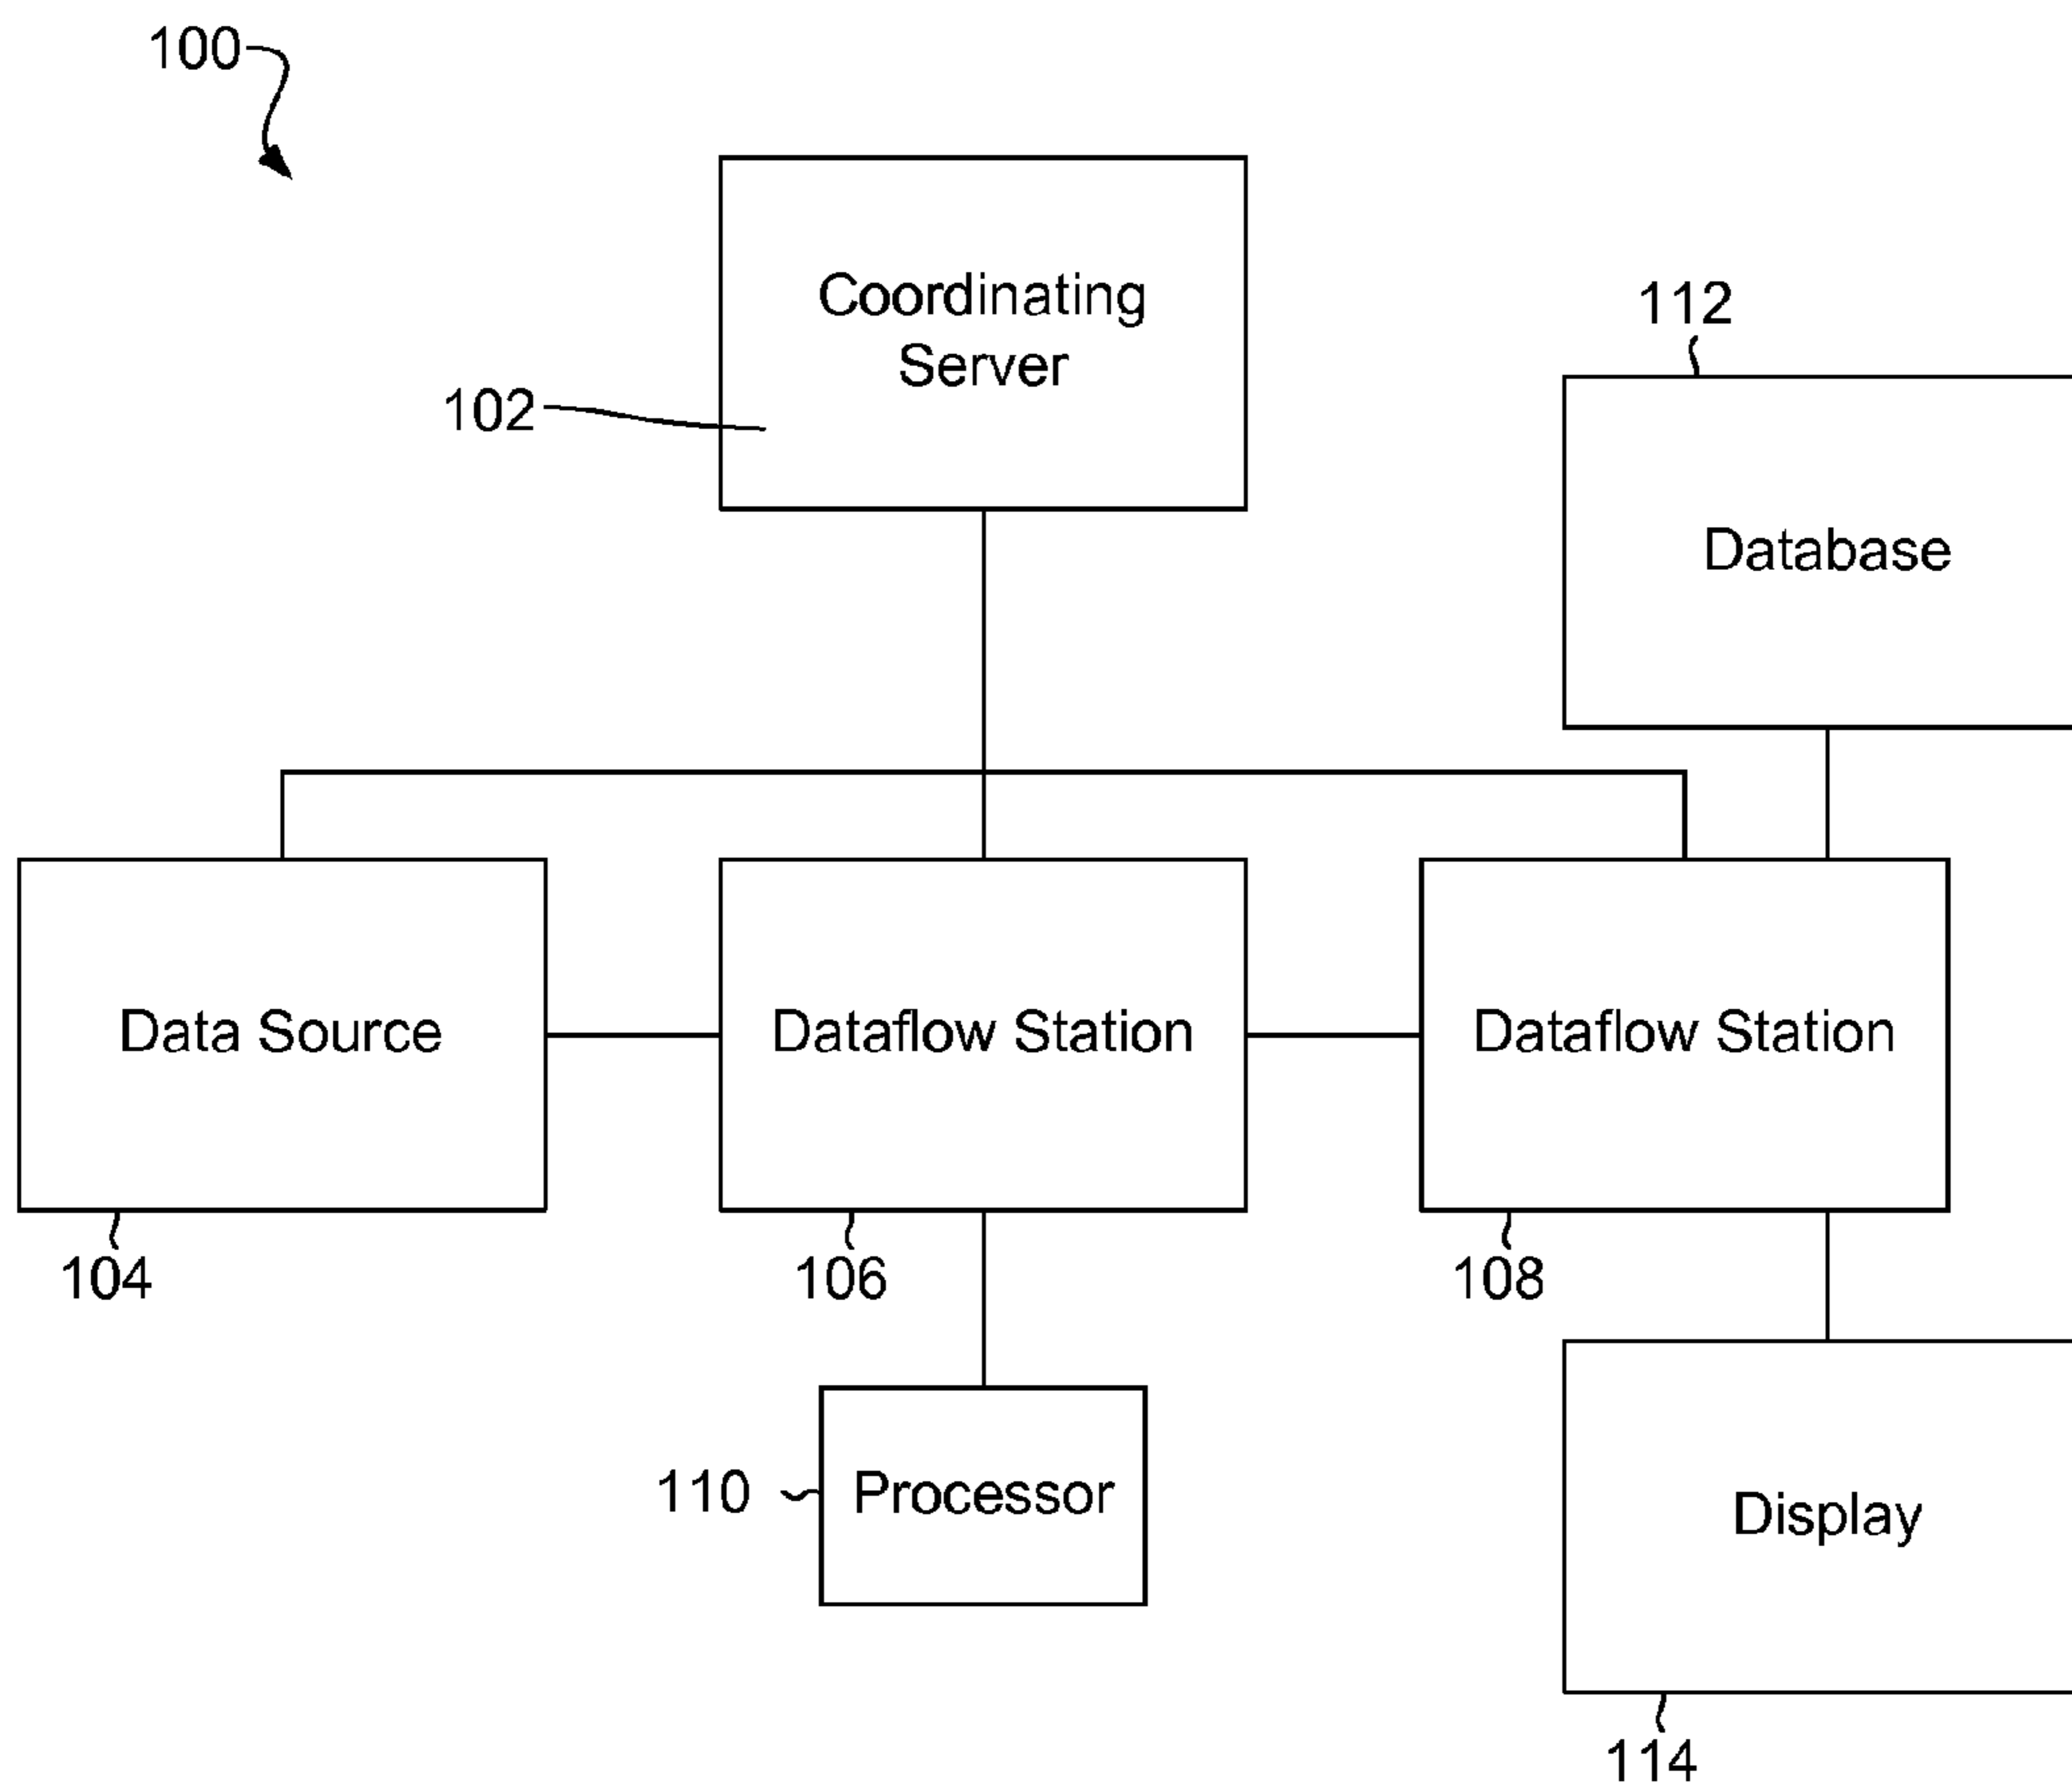 100
Coordinating
Server
102
112
Database
Data Source
Dataflow Station
Dataflow Station
104
106
108
110
Processor
Display
114